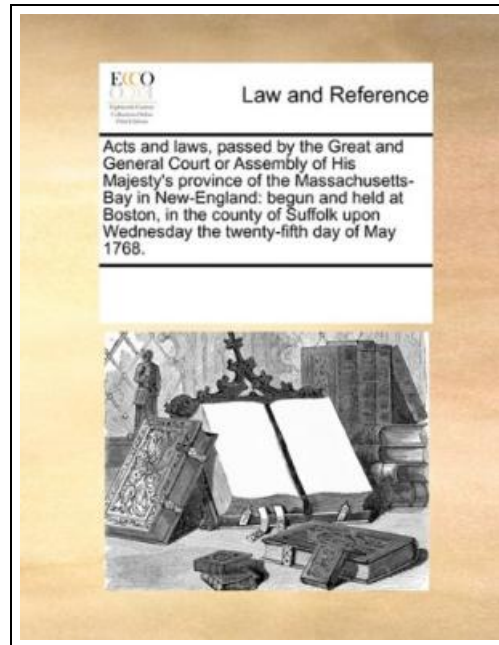 ECCO
Law and Reference
Acts and laws, passed by the Great and
General Court or Assembly of His
Majesty's province of the Massachusetts-
Bay in New-England: begun and held at
Boston, in the county of Suffolk upon
Wednesday the twenty-fifth day of May
1768.